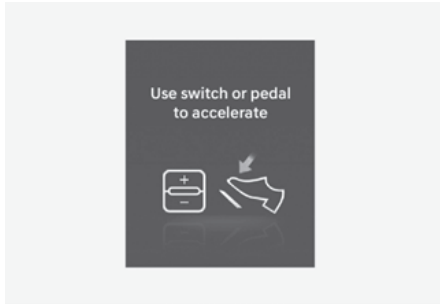 Use switch or pedal
to accelerate
+
−